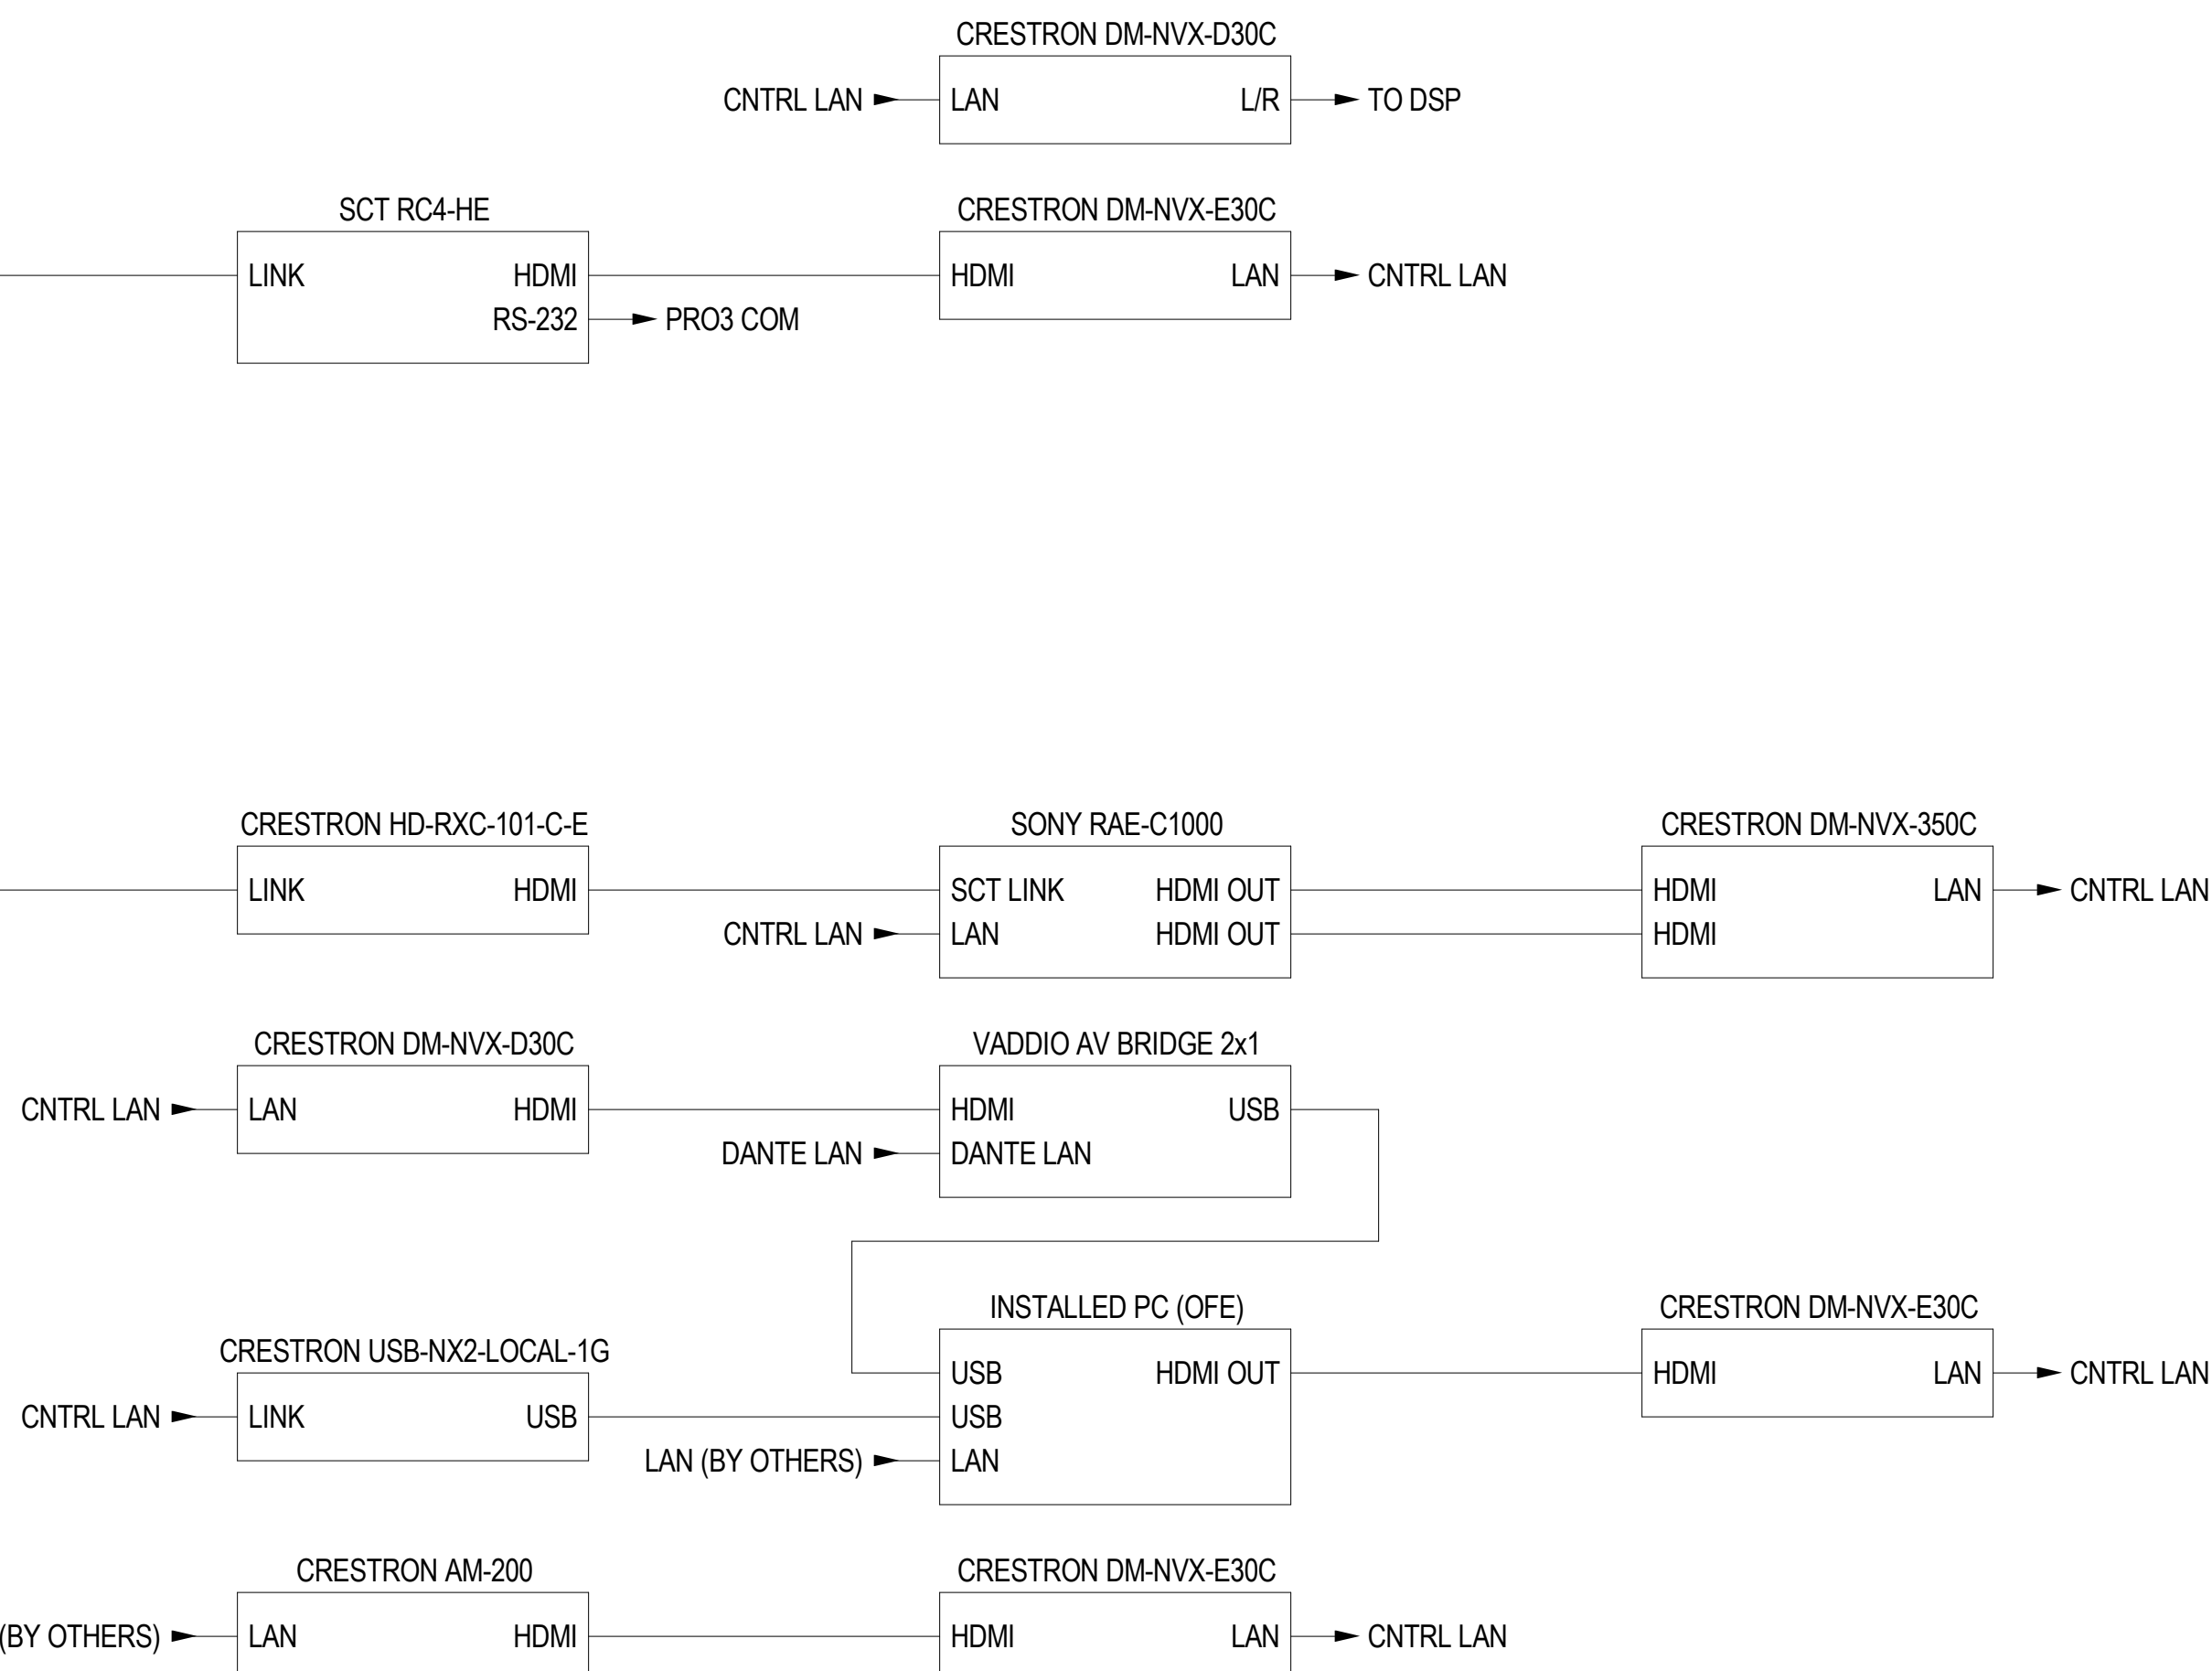 CRESTRON DM-NVX-D30C
CNTRL LAN LAN L/R TO DSP
SCT RC4-HE CRESTRON DM-NVX-E30C
LINK HDMI HDMI LAN CNTRL LAN
RS-232 PRO3 COM
CRESTRON HD-RXC-101-C-E SONY RAE-C1000 CRESTRON DM-NVX-350C
LINK HDMI SCT LINK HDMI OUT HDMI LAN CNTRL LAN
CNTRL LAN LAN HDMI OUT HDMI
CRESTRON DM-NVX-D30C VADDIO AV BRIDGE 2x1
CNTRL LAN LAN HDMI HDMI USB
DANTE LAN DANTE LAN
INSTALLED PC (OFE) CRESTRON DM-NVX-E30C
CRESTRON USB-NX2-LOCAL-1G
USB HDMI OUT HDMI LAN CNTRL LAN
CNTRL LAN LINK USB USB
LAN (BY OTHERS) LAN
CRESTRON AM-200 CRESTRON DM-NVX-E30C
(BY OTHERS) LAN HDMI HDMI LAN CNTRL LAN